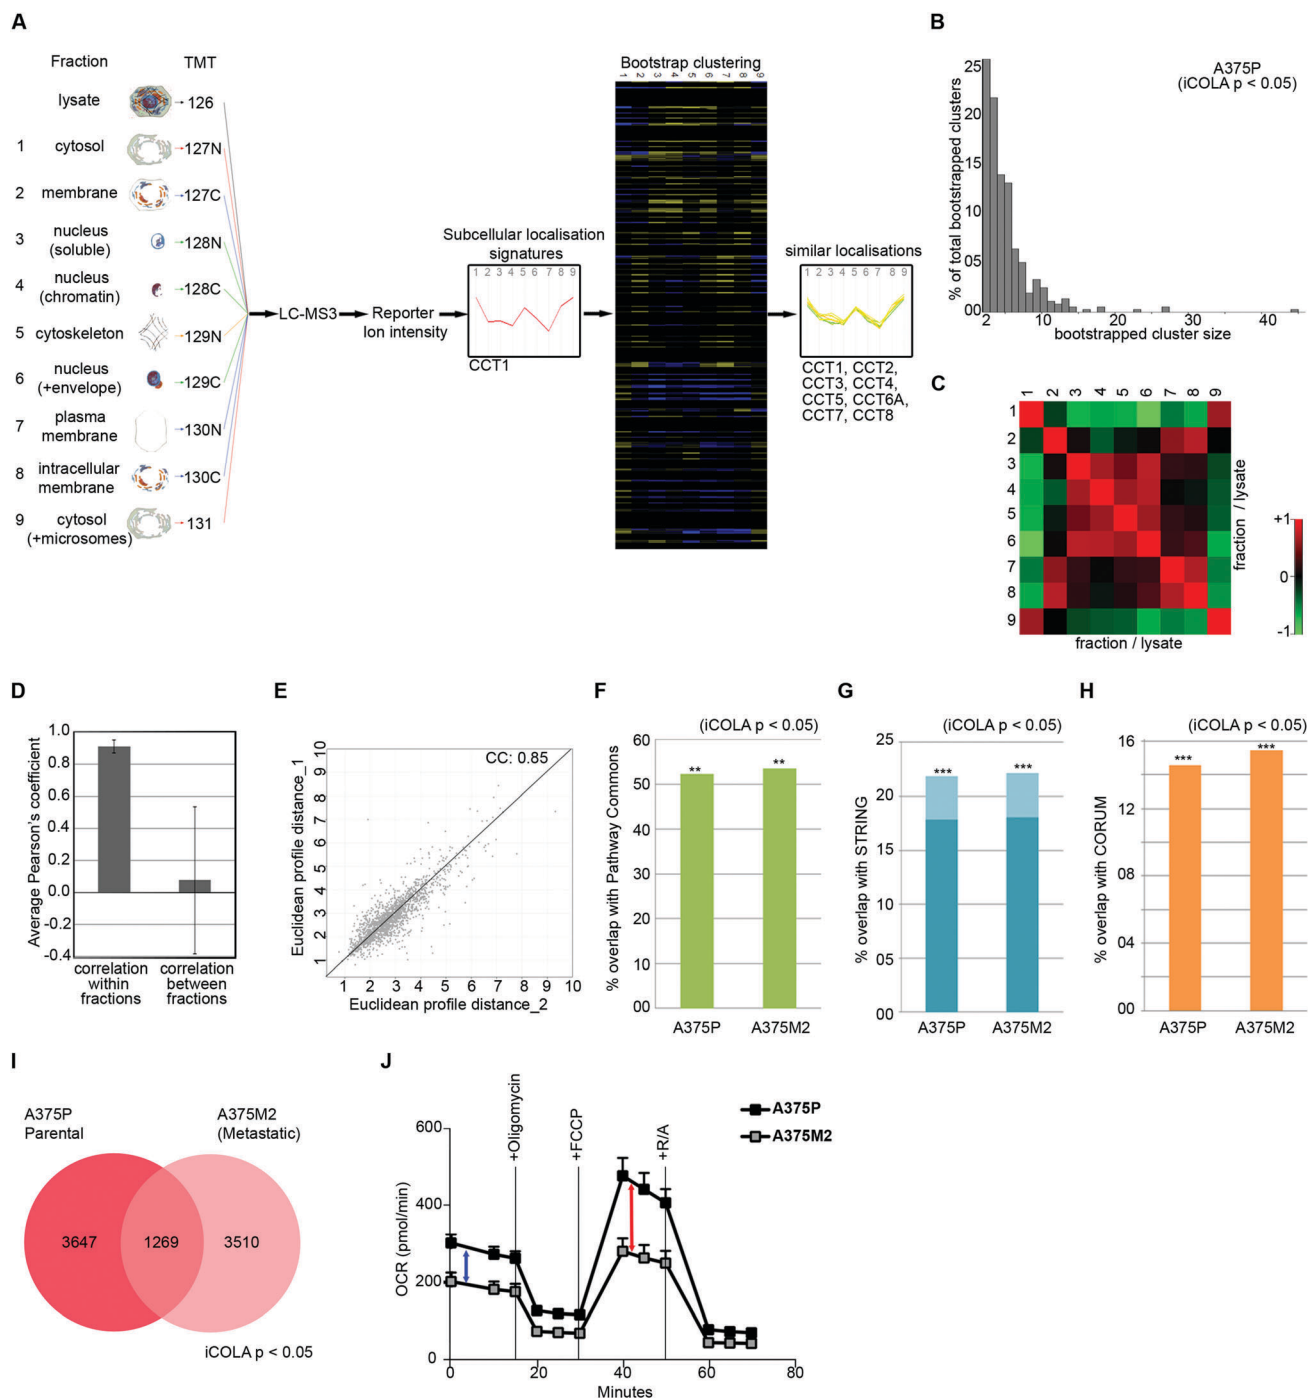 A
Fraction
TMT
lysate
126
1
cytosol
127N
2
membrane
127C
3
nucleus
(soluble)
128N
4
nucleus
(chromatin)
128C
5
cytoskeleton
129N
6
nucleus
(+envelope)
129C
7
plasma
membrane
130N
8
intracellular
membrane
130C
9
cytosol
(+microsomes)
131
LC-MS3
Reporter
Ion intensity
Subcellular localisation
signatures
1 2 3 4 5 6 7 8 9
CCT1
Bootstrap clustering
1 2 3 4 5 6 7 8 9
similar localisations
1 2 3 4 5 6 7 8 9
CCT1, CCT2,
CCT3, CCT4,
CCT5, CCT6A,
CCT7, CCT8
B
A375P
(iCOLA p < 0.05)
% of total bootstrapped clusters
25
20
15
10
05
00
2 10 20 30 40
bootstrapped cluster size
C
1 2 3 4 5 6 7 8 9
1
2
3
4
5
6
7
8
9
fraction / lysate
fraction / lysate
+1
0
-1
D
Average Pearson's coefficient
1.0
0.8
0.6
0.4
0.2
0.0
-0.2
-0.4
correlation
within
fractions
correlation
between
fractions
E
CC: 0.85
Euclidean profile distance_1
10
9
8
7
6
5
4
3
2
1
1 2 3 4 5 6 7 8 9 10
Euclidean profile distance_2
F
(iCOLA p < 0.05)
% overlap with Pathway Commons
60
50
40
30
20
10
00
** **
A375P A375M2
G
(iCOLA p < 0.05)
% overlap with STRING
25
20
15
10
05
00
*** ***
A375P A375M2
H
(iCOLA p < 0.05)
% overlap with CORUM
16
12
08
04
00
*** ***
A375P A375M2
I
A375P
Parental
A375M2
(Metastatic)
3647
1269
3510
iCOLA p < 0.05
J
+Oligomycin
+FCCP
+R/A
A375P
A375M2
OCR (pmol/min)
600
400
200
0
0 20 40 60 80
Minutes